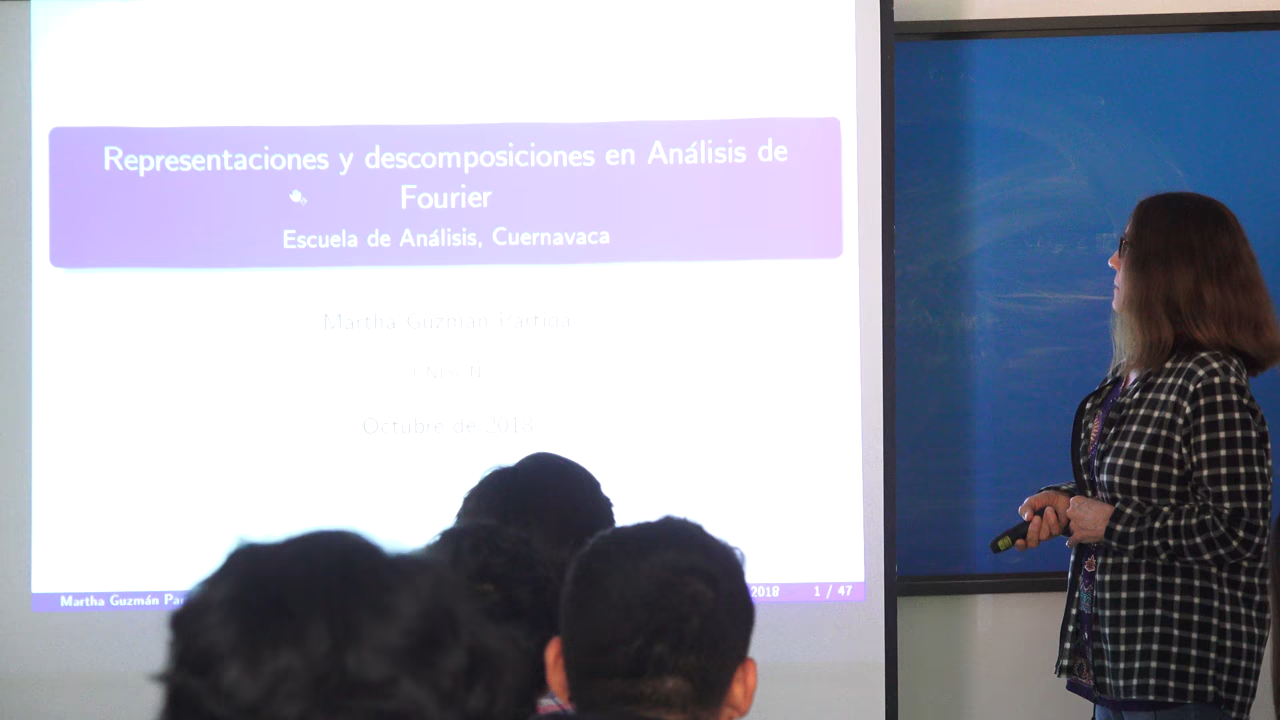 Representaciones y descomposiciones en Análisis de
Fourier
Escuela de Análisis, Cuernavaca
Martha Guzmán Partida
Octubre de 2018
Martha Guzmán
2018 1 / 47